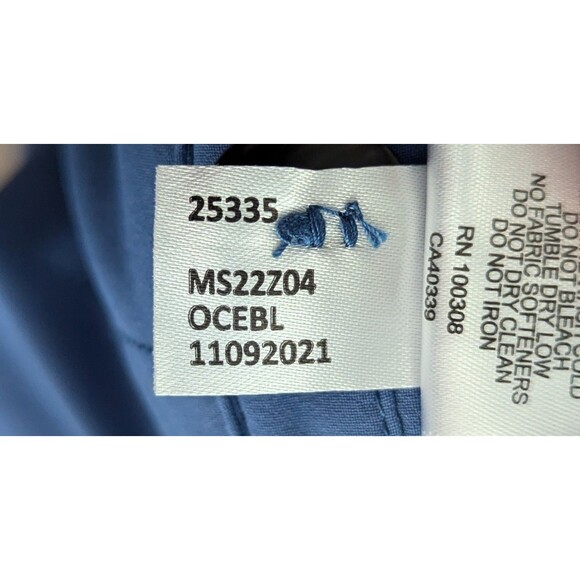 25335
MS22Z04
OCEBL
11092021
DO NOT BLEACH
TUMBLE DRY LOW
NO FABRIC SOFTENERS
DO NOT DRY CLEAN
DO NOT IRON
RN 100308
CA40339